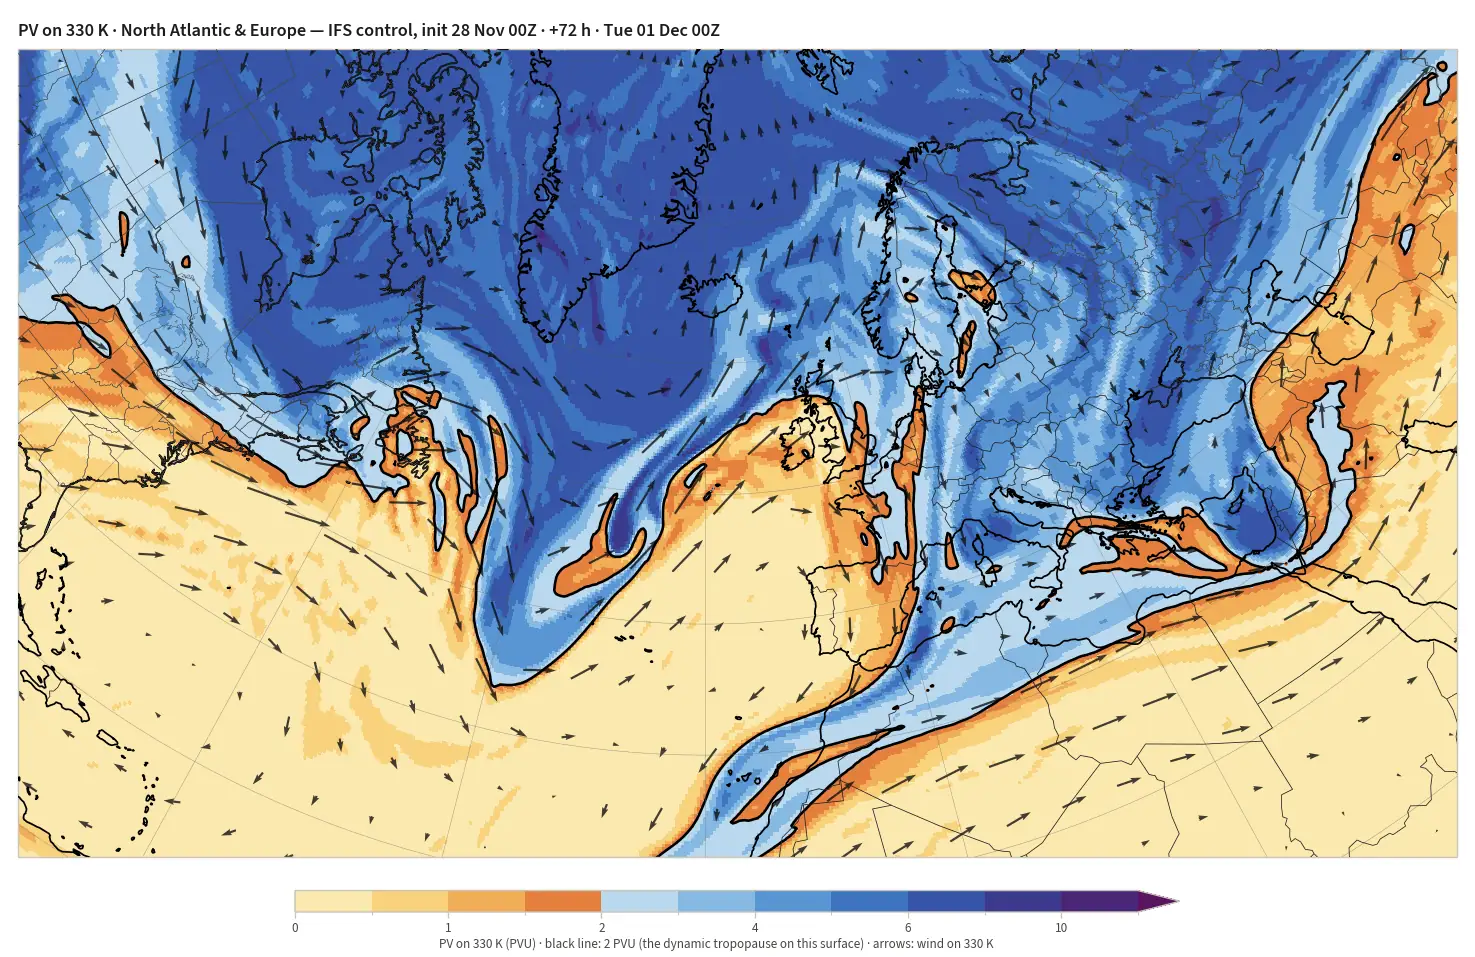 PV on 330 K · North Atlantic & Europe — IFS control, init 28 Nov 00Z · +72 h · Tue 01 Dec 00Z
0 1 2 4 6 10
PV on 330 K (PVU) · black line: 2 PVU (the dynamic tropopause on this surface) · arrows: wind on 330 K